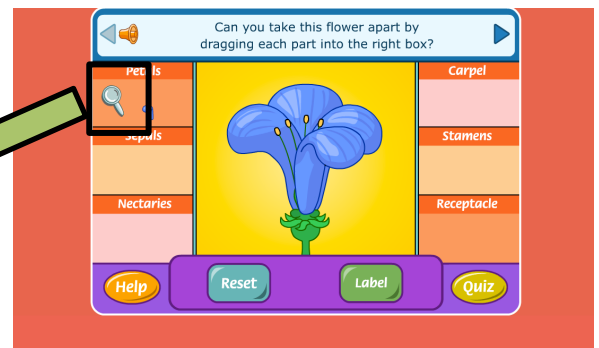 Can you take this flower apart by
dragging each part into the right box?
Petals
Carpel
Sepals
Stamens
Nectaries
Receptacle
Help
Reset
Label
Quiz